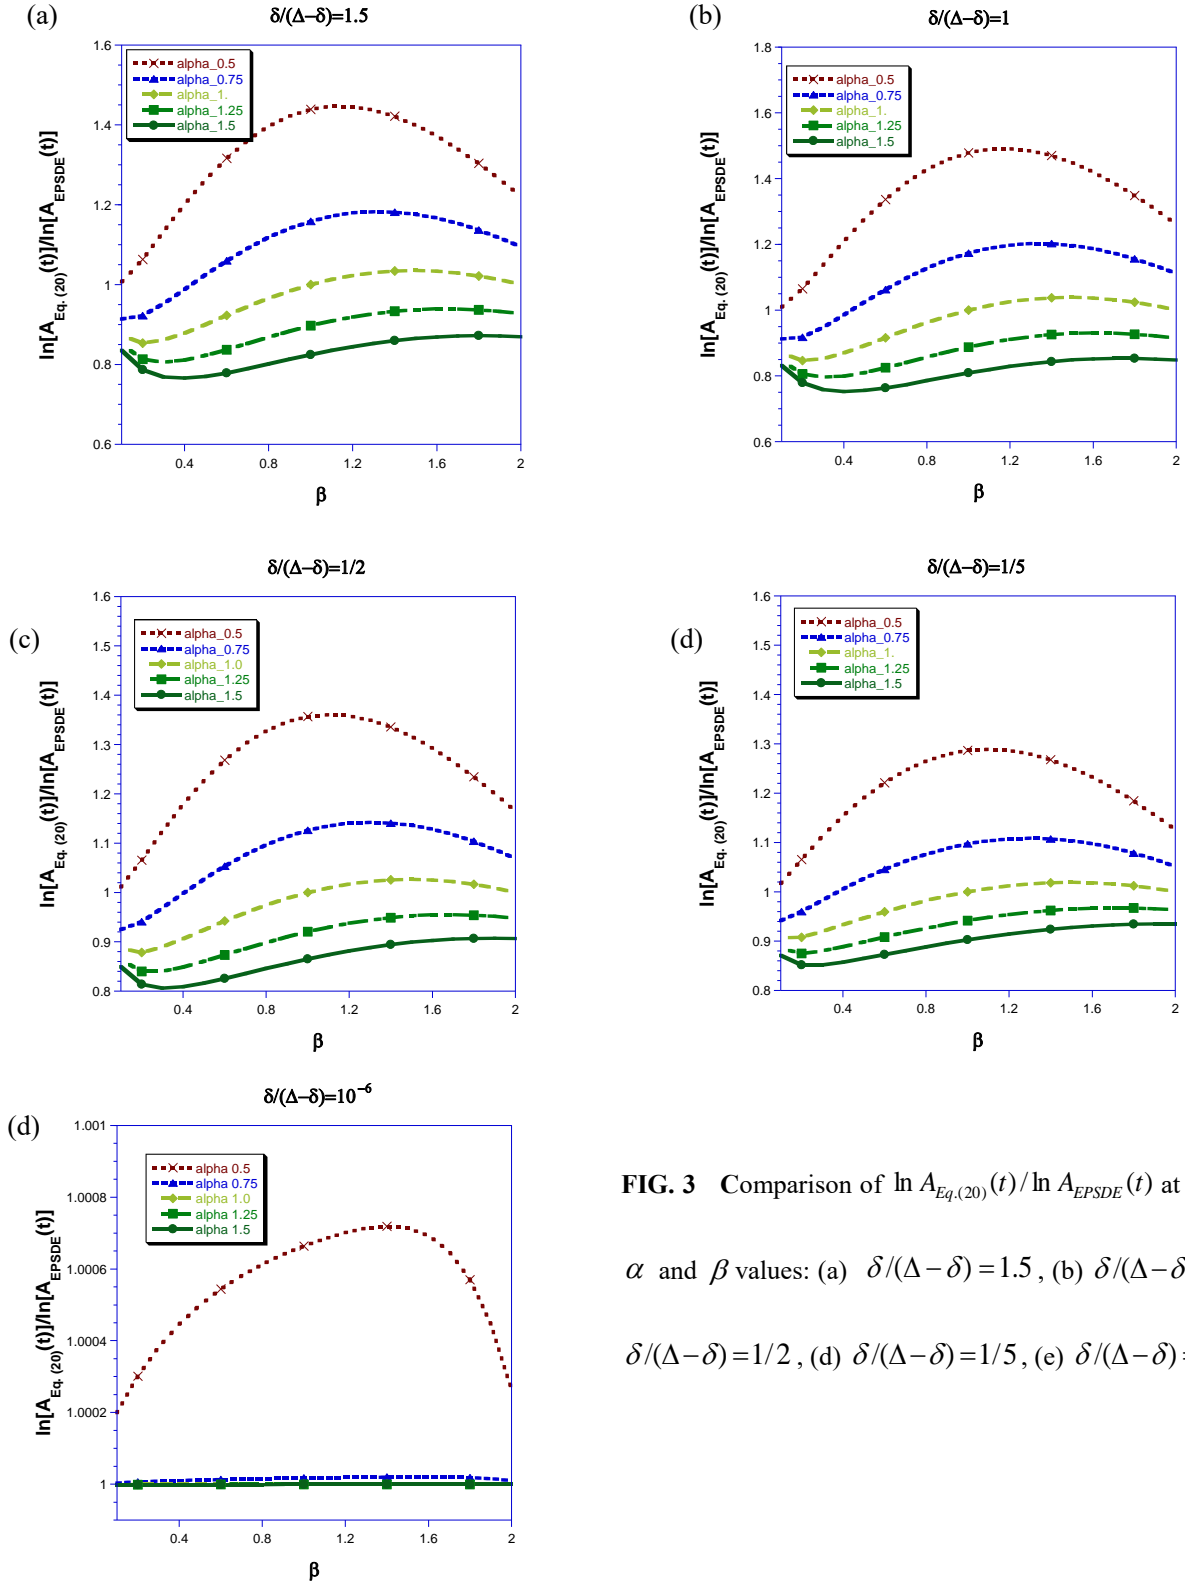 (a)
δ/(Δ−δ)=1.5
1.6
1.4
1.2
1
0.8
0.6
alpha_0.5
alpha_0.75
alpha_1.
alpha_1.25
alpha_1.5
ln[A_Eq. (20)(t)]/ln[A_EPSDE(t)]
0.4 0.8 1.2 1.6 2
β
(b)
δ/(Δ−δ)=1
1.8
1.6
1.4
1.2
1
0.8
0.6
alpha_0.5
alpha_0.75
alpha_1.
alpha_1.25
alpha_1.5
ln[A_Eq. (20)(t)]/ln[A_EPSDE(t)]
0.4 0.8 1.2 1.6 2
β
(c)
δ/(Δ−δ)=1/2
1.6
1.5
1.4
1.3
1.2
1.1
1
0.9
0.8
alpha_0.5
alpha_0.75
alpha_1.0
alpha_1.25
alpha_1.5
ln[A_Eq. (20)(t)]/ln[A_EPSDE(t)]
0.4 0.8 1.2 1.6 2
β
(d)
δ/(Δ−δ)=1/5
1.6
1.5
1.4
1.3
1.2
1.1
1
0.9
0.8
alpha_0.5
alpha_0.75
alpha_1.
alpha_1.25
alpha_1.5
ln[A_Eq. (20)(t)]/ln[A_EPSDE(t)]
0.4 0.8 1.2 1.6 2
β
(d)
δ/(Δ−δ)=10⁻⁶
1.001
1.0008
1.0006
1.0004
1.0002
1
alpha 0.5
alpha 0.75
alpha 1.0
alpha 1.25
alpha 1.5
ln[A_Eq. (20)(t)]/ln[A_EPSDE(t)]
0.4 0.8 1.2 1.6 2
β
FIG. 3 Comparison of ln A_Eq.(20)(t)/ln A_EPSDE(t) at
α and β values: (a) δ/(Δ−δ)=1.5, (b) δ/(Δ−δ
δ/(Δ−δ)=1/2, (d) δ/(Δ−δ)=1/5, (e) δ/(Δ−δ)=